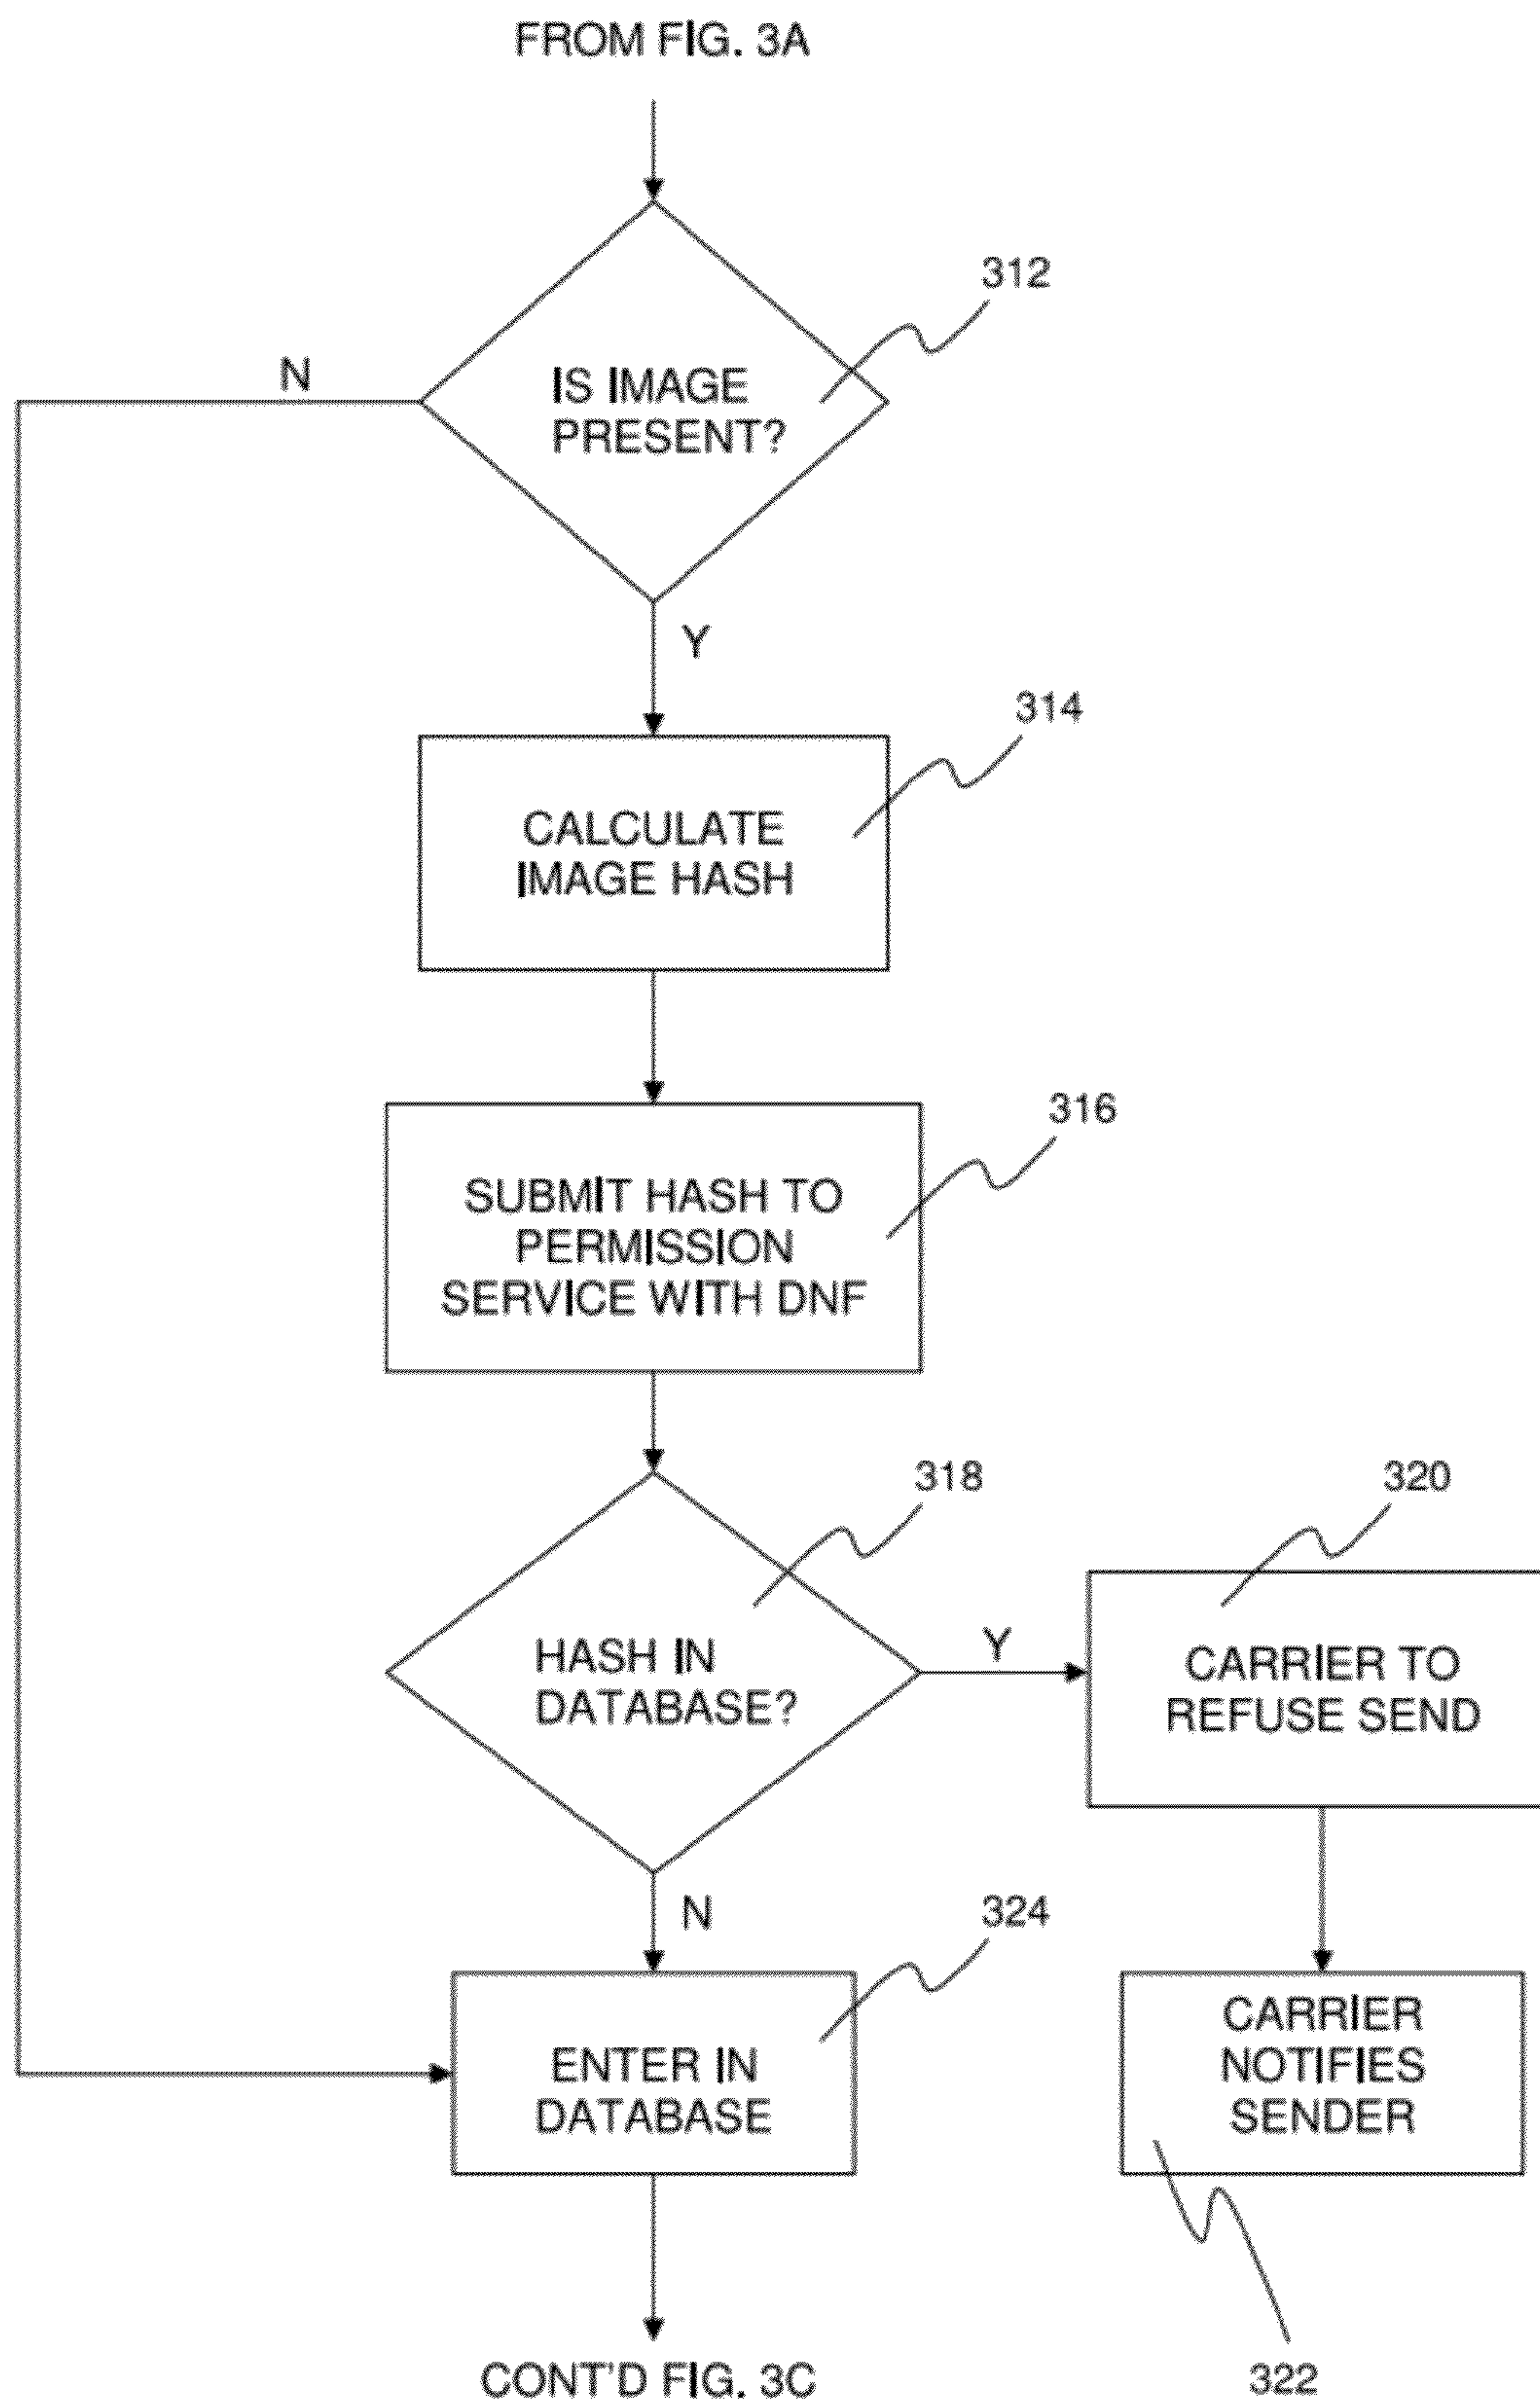 FROM FIG. 3A
312
N
IS IMAGE
PRESENT?
Y
314
CALCULATE
IMAGE HASH
316
SUBMIT HASH TO
PERMISSION
SERVICE WITH DNF
318
320
HASH IN
DATABASE?
Y
CARRIER TO
REFUSE SEND
N
324
ENTER IN
DATABASE
CARRIER
NOTIFIES
SENDER
CONT'D FIG. 3C
322